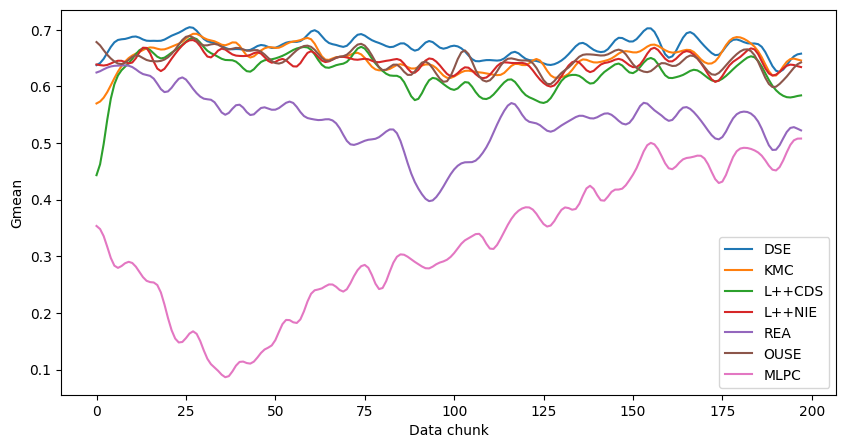 0.7
0.6
0.5
0.4
0.3
0.2
0.1
Gmean
0 25 50 75 100 125 150 175 200
Data chunk
DSE
KMC
L++CDS
L++NIE
REA
OUSE
MLPC